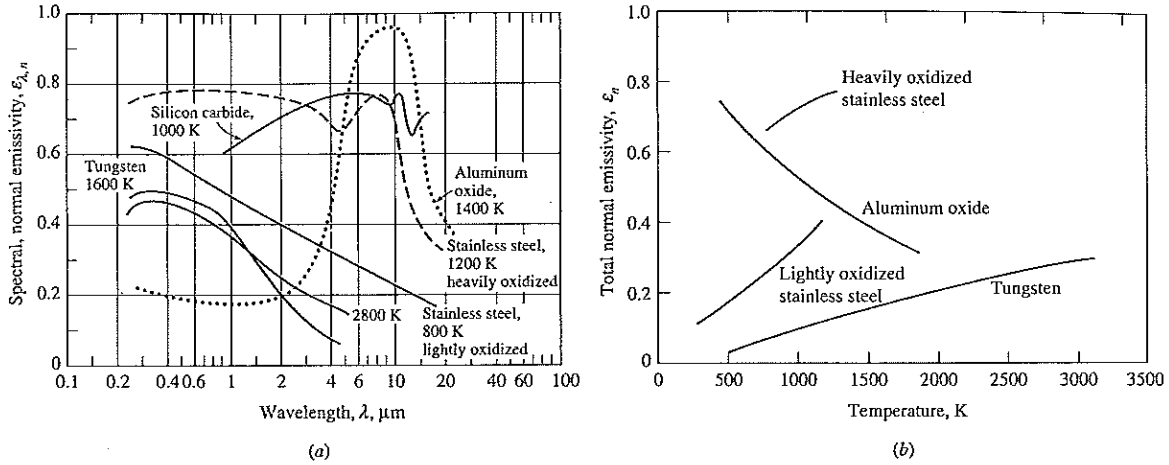 1.0
0.8
0.6
0.4
0.2
0
Spectral, normal emissivity, ε_{λ,n}
Silicon carbide,
1000 K
Tungsten
1600 K
Aluminum
oxide,
1400 K
Stainless steel,
1200 K
heavily oxidized
2800 K
Stainless steel,
800 K
lightly oxidized
0.1 0.2 0.4 0.6 1 2 4 6 10 20 40 60 100
Wavelength, λ, μm
(a)
1.0
0.8
0.6
0.4
0.2
0
Total normal emissivity, ε_n
Heavily oxidized
stainless steel
Aluminum oxide
Lightly oxidized
stainless steel
Tungsten
0 500 1000 1500 2000 2500 3000 3500
Temperature, K
(b)